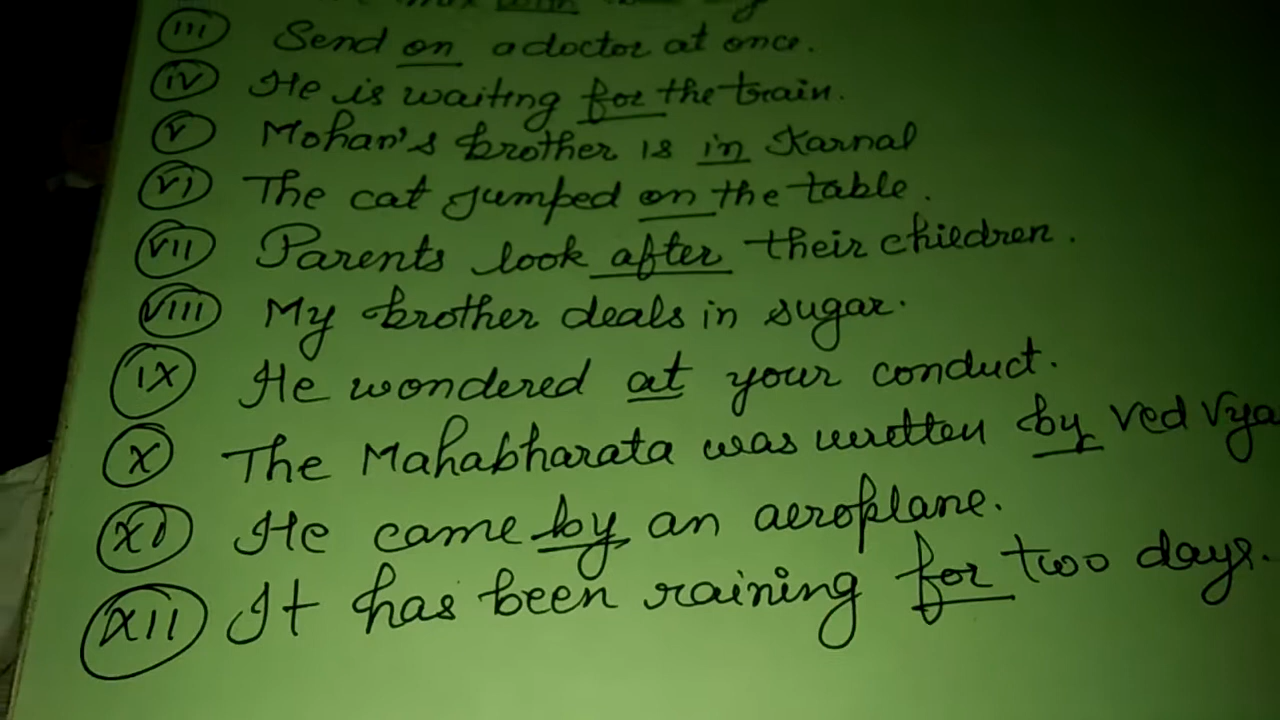 with
(iii) Send on a doctor at once.
(iv) He is waiting for the train.
(v) Mohan's brother is in Karnal
(vi) The cat jumped on the table.
(vii) Parents look after their children.
(viii) My brother deals in sugar.
(ix) He wondered at your conduct.
(x) The Mahabharata was written by Ved Vya
(xi) He came by an aeroplane.
(xii) It has been raining for two days.